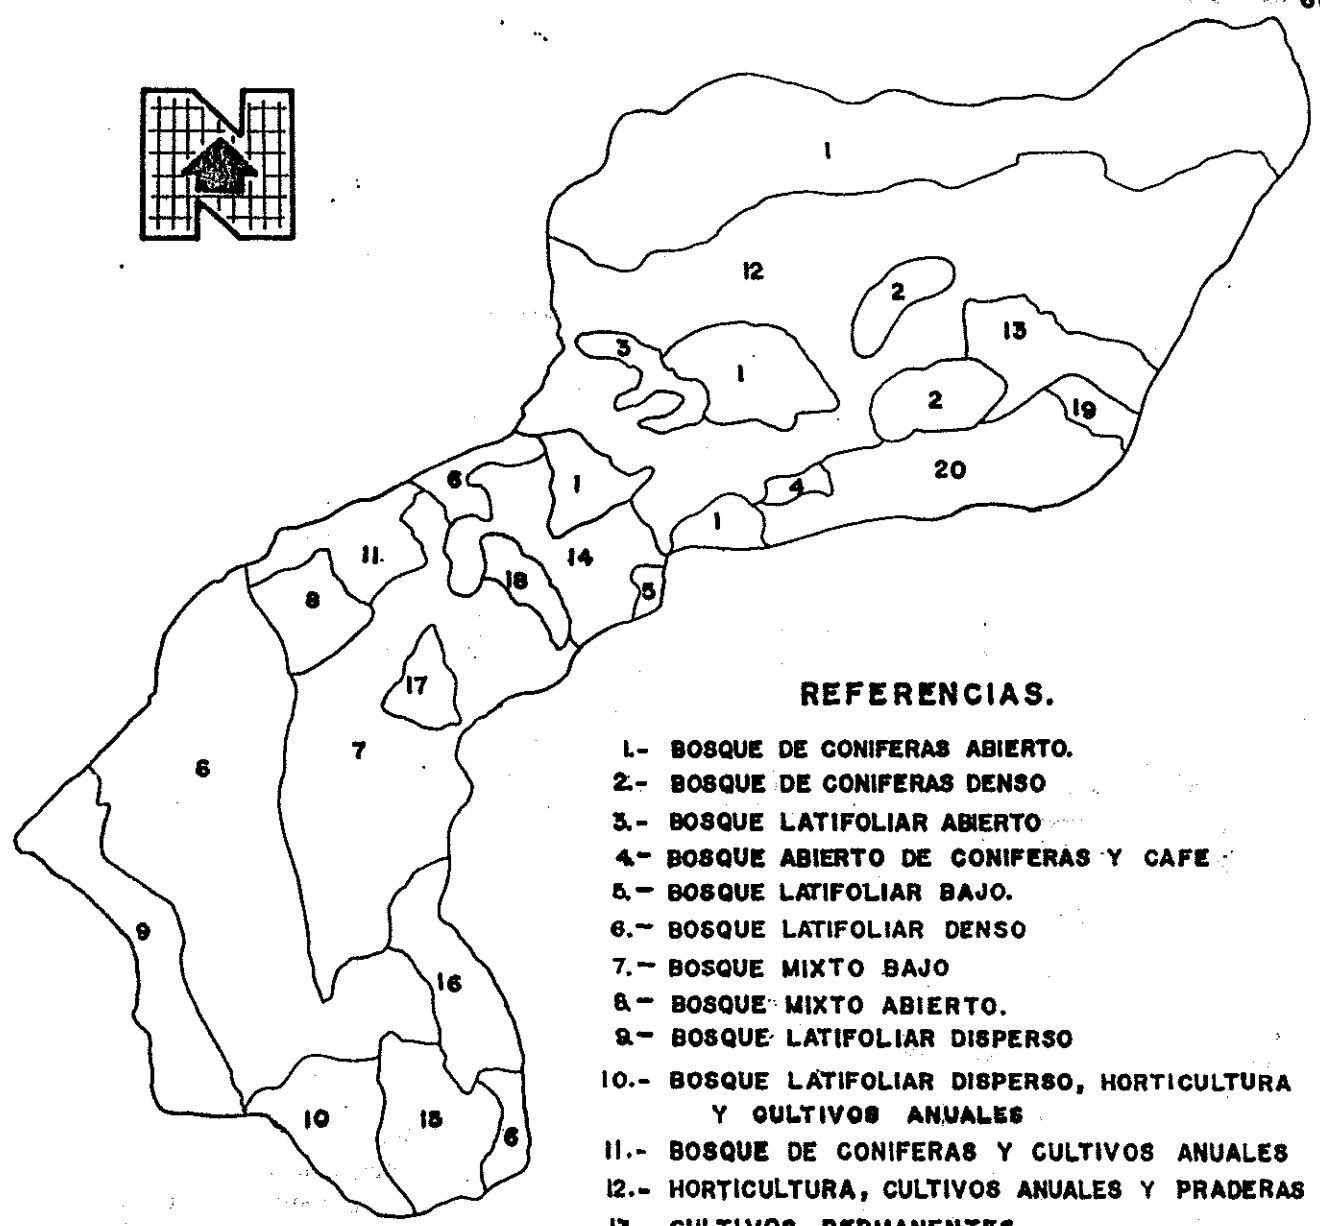 N
1
12
2
13
3
1
2
19
20
6
1
4
1
11.
14
18
5
8
17
7
6
9
16
10
15
6
REFERENCIAS.
1.- BOSQUE DE CONIFERAS ABIERTO.
2.- BOSQUE DE CONIFERAS DENSO
3.- BOSQUE LATIFOLIAR ABIERTO
4.- BOSQUE ABIERTO DE CONIFERAS Y CAFE
5.- BOSQUE LATIFOLIAR BAJO.
6.- BOSQUE LATIFOLIAR DENSO
7.- BOSQUE MIXTO BAJO
8.- BOSQUE MIXTO ABIERTO.
9.- BOSQUE LATIFOLIAR DISPERSO
10.- BOSQUE LATIFOLIAR DISPERSO, HORTICULTURA
Y CULTIVOS ANUALES
11.- BOSQUE DE CONIFERAS Y CULTIVOS ANUALES
12.- HORTICULTURA, CULTIVOS ANUALES Y PRADERAS
13.- CULTIVOS PERMANENTES